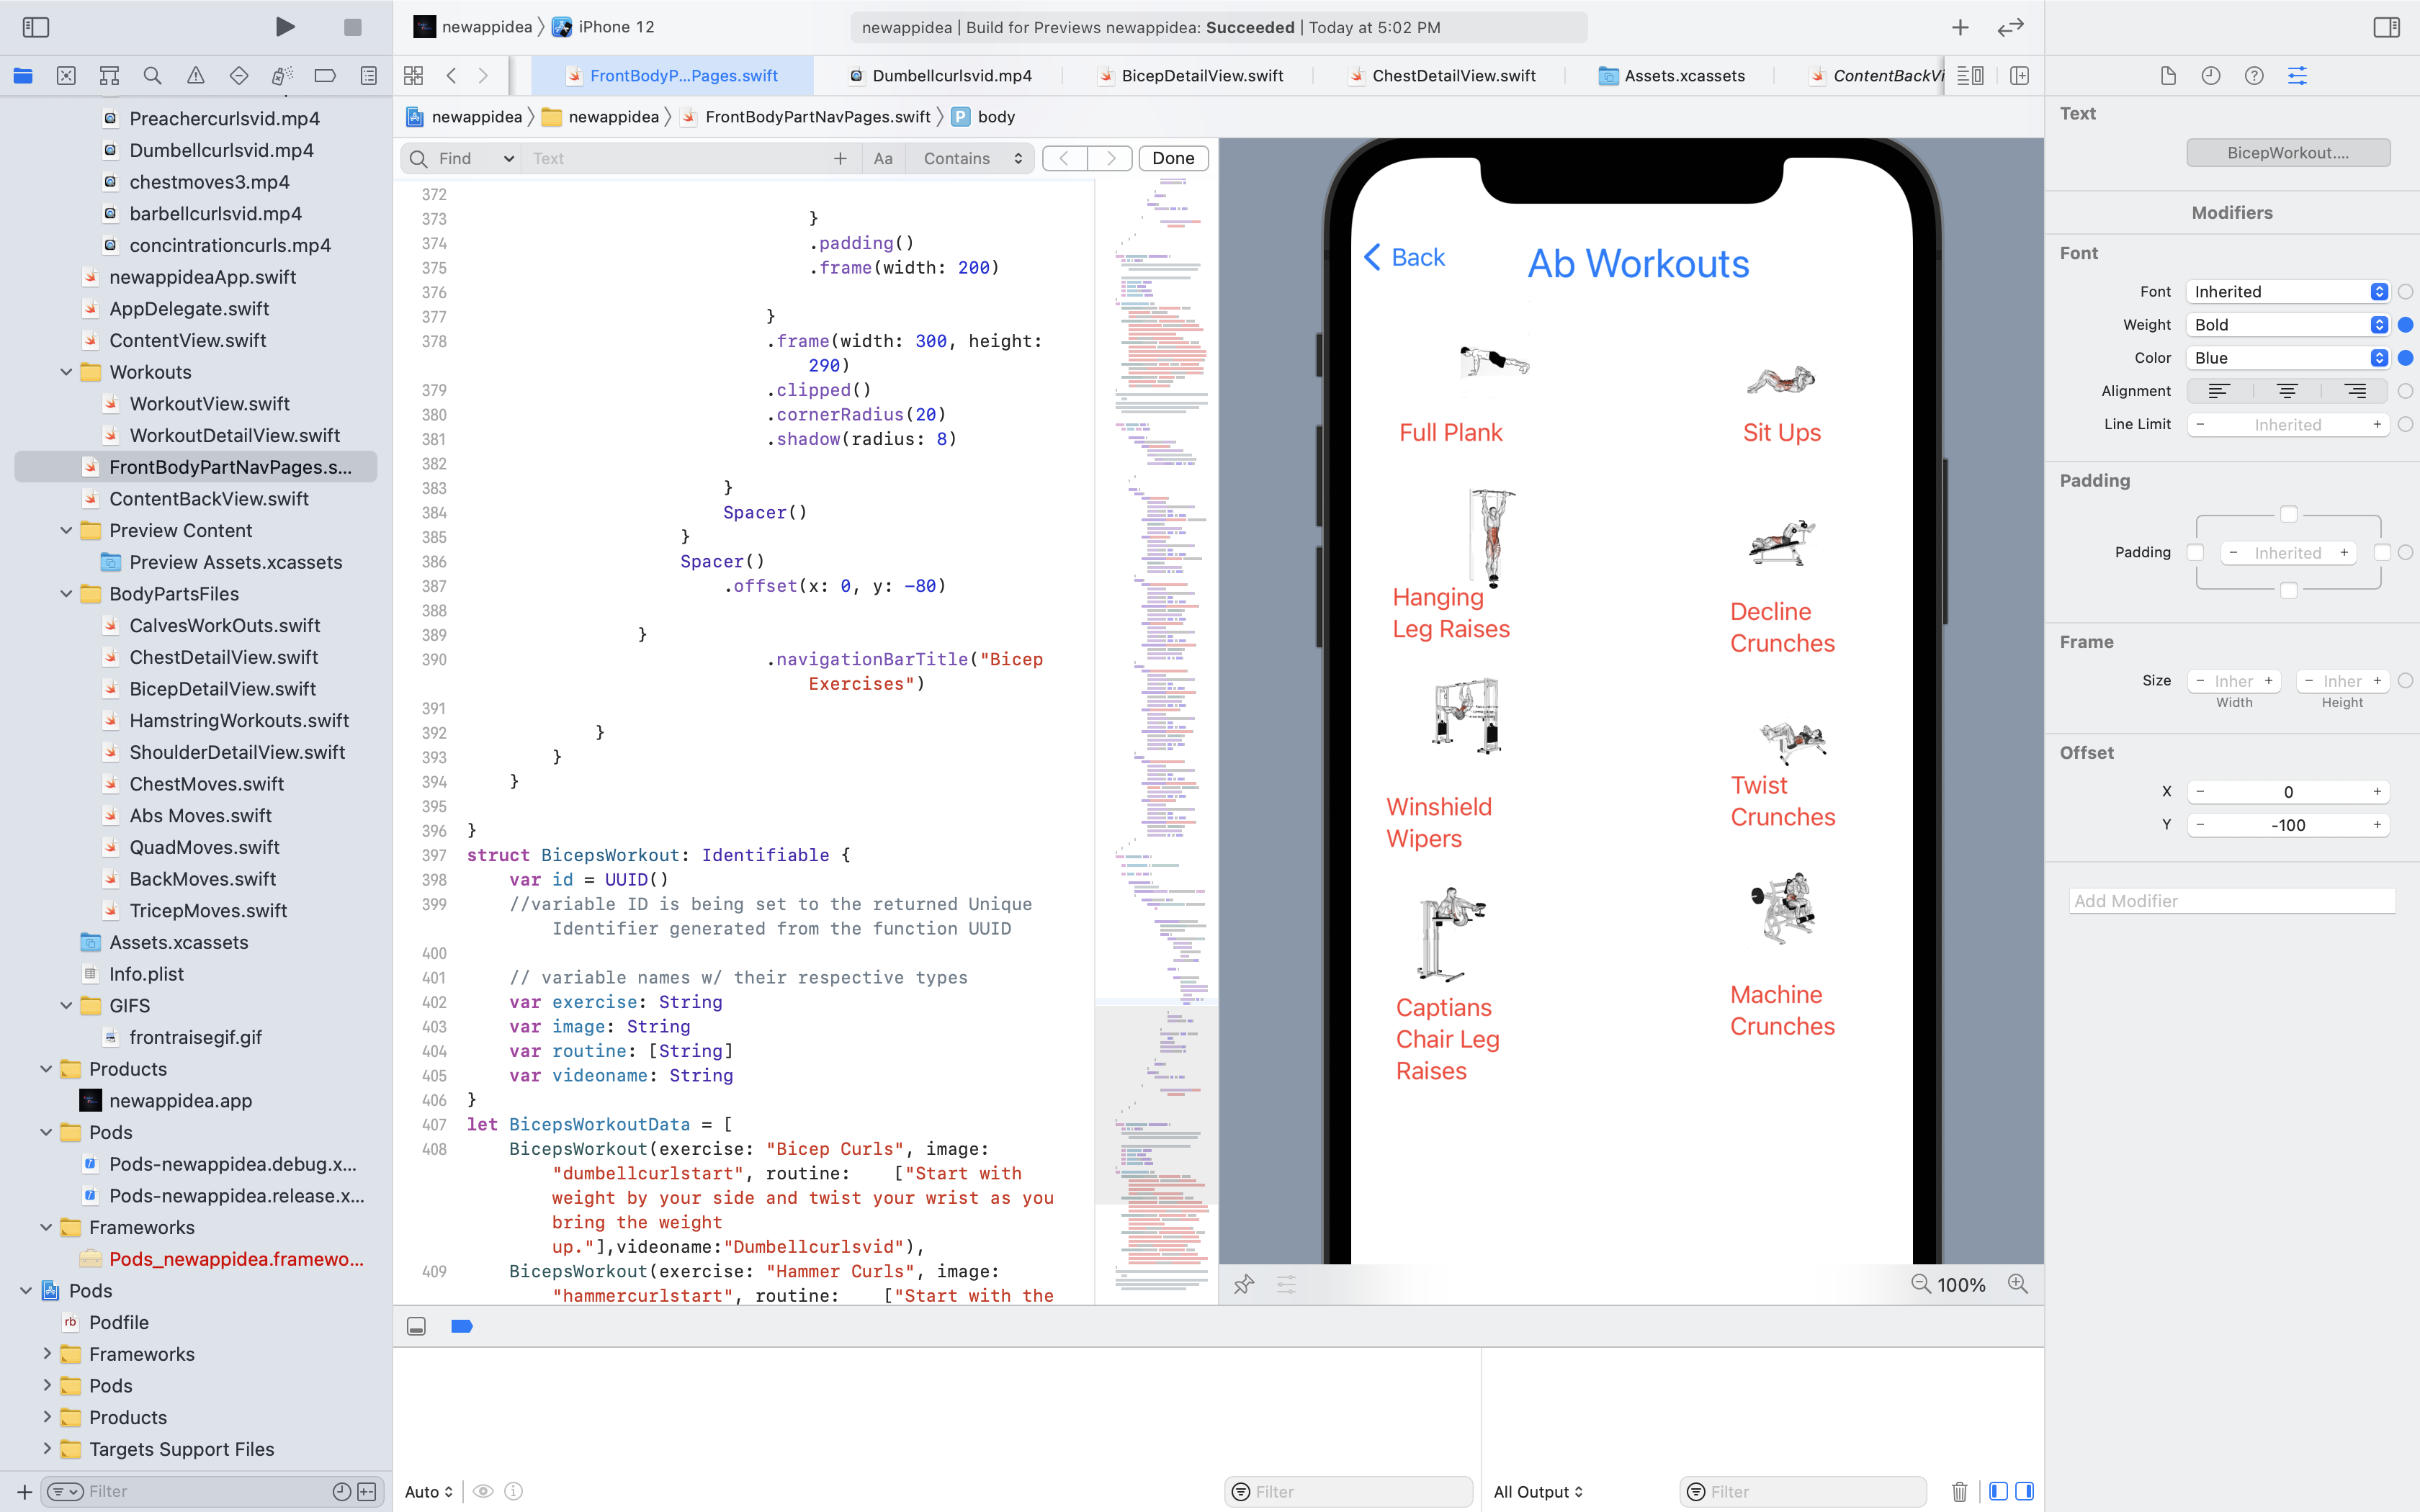 newappidea
iPhone 12
newappidea | Build for Previews newappidea: Succeeded | Today at 5:02 PM
FrontBodyP...Pages.swift
Dumbellcurlsvid.mp4
BicepDetailView.swift
ChestDetailView.swift
Assets.xcassets
ContentBackVi
newappidea
newappidea
FrontBodyPartNavPages.swift
P
body
Find
Text
Aa
Contains
Done
Preachercurlsvid.mp4
Dumbellcurlsvid.mp4
chestmoves3.mp4
barbellcurlsvid.mp4
concintrationcurls.mp4
newappideaApp.swift
AppDelegate.swift
ContentView.swift
Workouts
WorkoutView.swift
WorkoutDetailView.swift
FrontBodyPartNavPages.s...
ContentBackView.swift
Preview Content
Preview Assets.xcassets
BodyPartsFiles
CalvesWorkOuts.swift
ChestDetailView.swift
BicepDetailView.swift
HamstringWorkouts.swift
ShoulderDetailView.swift
ChestMoves.swift
Abs Moves.swift
QuadMoves.swift
BackMoves.swift
TricepMoves.swift
Assets.xcassets
Info.plist
GIFS
frontraisegif.gif
Products
newappidea.app
Pods
Pods-newappidea.debug.x...
Pods-newappidea.release.x...
Frameworks
Pods_newappidea.framewo...
Pods
rb
Podfile
Frameworks
Pods
Products
Targets Support Files
Filter
372
373 }
374 .padding()
375 .frame(width: 200)
376
377 }
378 .frame(width: 300, height:
290)
379 .clipped()
380 .cornerRadius(20)
381 .shadow(radius: 8)
382
383 }
384 Spacer()
385 }
386 Spacer()
387 .offset(x: 0, y: -80)
388
389 }
390 .navigationBarTitle("Bicep
Exercises")
391
392 }
393 }
394 }
395
396 }
397 struct BicepsWorkout: Identifiable {
398 var id = UUID()
399 //variable ID is being set to the returned Unique
Identifier generated from the function UUID
400
401 // variable names w/ their respective types
402 var exercise: String
403 var image: String
404 var routine: [String]
405 var videoname: String
406 }
407 let BicepsWorkoutData = [
408 BicepsWorkout(exercise: "Bicep Curls", image:
"dumbellcurlstart", routine: ["Start with
weight by your side and twist your wrist as you
bring the weight
up."],videoname:"Dumbellcurlsvid"),
409 BicepsWorkout(exercise: "Hammer Curls", image:
"hammercurlstart", routine: ["Start with the
Back
Ab Workouts
Full Plank
Sit Ups
Hanging
Leg Raises
Decline
Crunches
Winshield
Wipers
Twist
Crunches
Captians
Chair Leg
Raises
Machine
Crunches
100%
Text
BicepWorkout....
Modifiers
Font
Font
Inherited
Weight
Bold
Color
Blue
Alignment
Line Limit
Inherited
Padding
Padding
Inherited
Frame
Size
Inher
Inher
Width
Height
Offset
X
0
Y
-100
Add Modifier
Auto
Filter
All Output
Filter